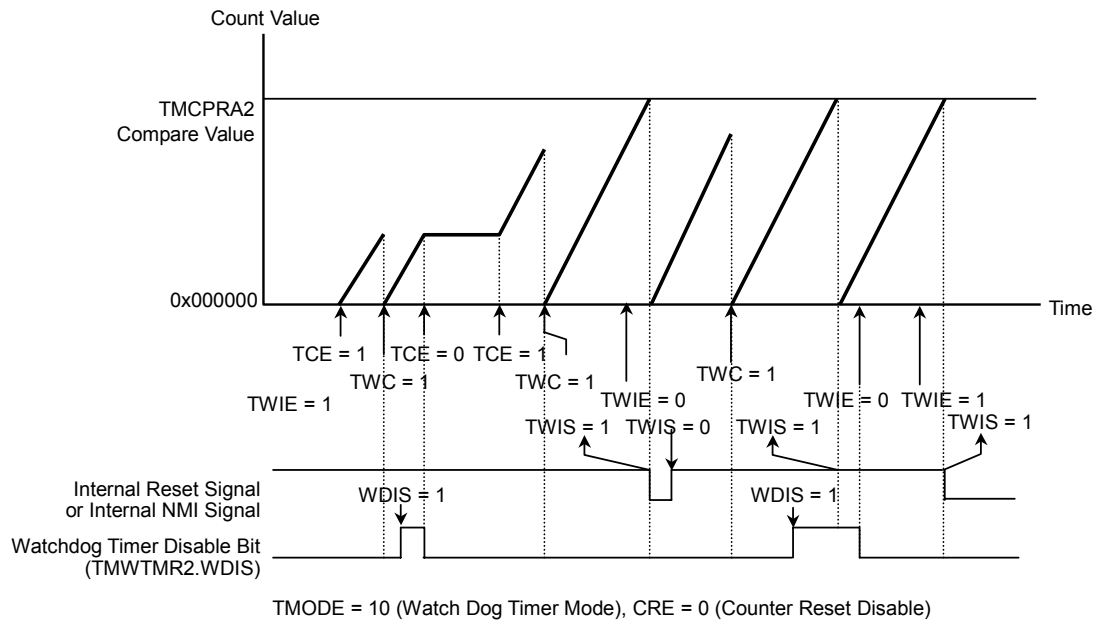 Count Value
TMCPRA2
Compare Value
0x000000
Time
TCE = 1
TCE = 0
TCE = 1
TWC = 1
TWC = 1
TWC = 1
TWIE = 1
TWIE = 0
TWIE = 0
TWIE = 1
TWIS = 1
TWIS = 0
TWIS = 1
TWIS = 1
Internal Reset Signal
or Internal NMI Signal
WDIS = 1
WDIS = 1
Watchdog Timer Disable Bit
(TMWTMR2.WDIS)
TMODE = 10 (Watch Dog Timer Mode), CRE = 0 (Counter Reset Disable)